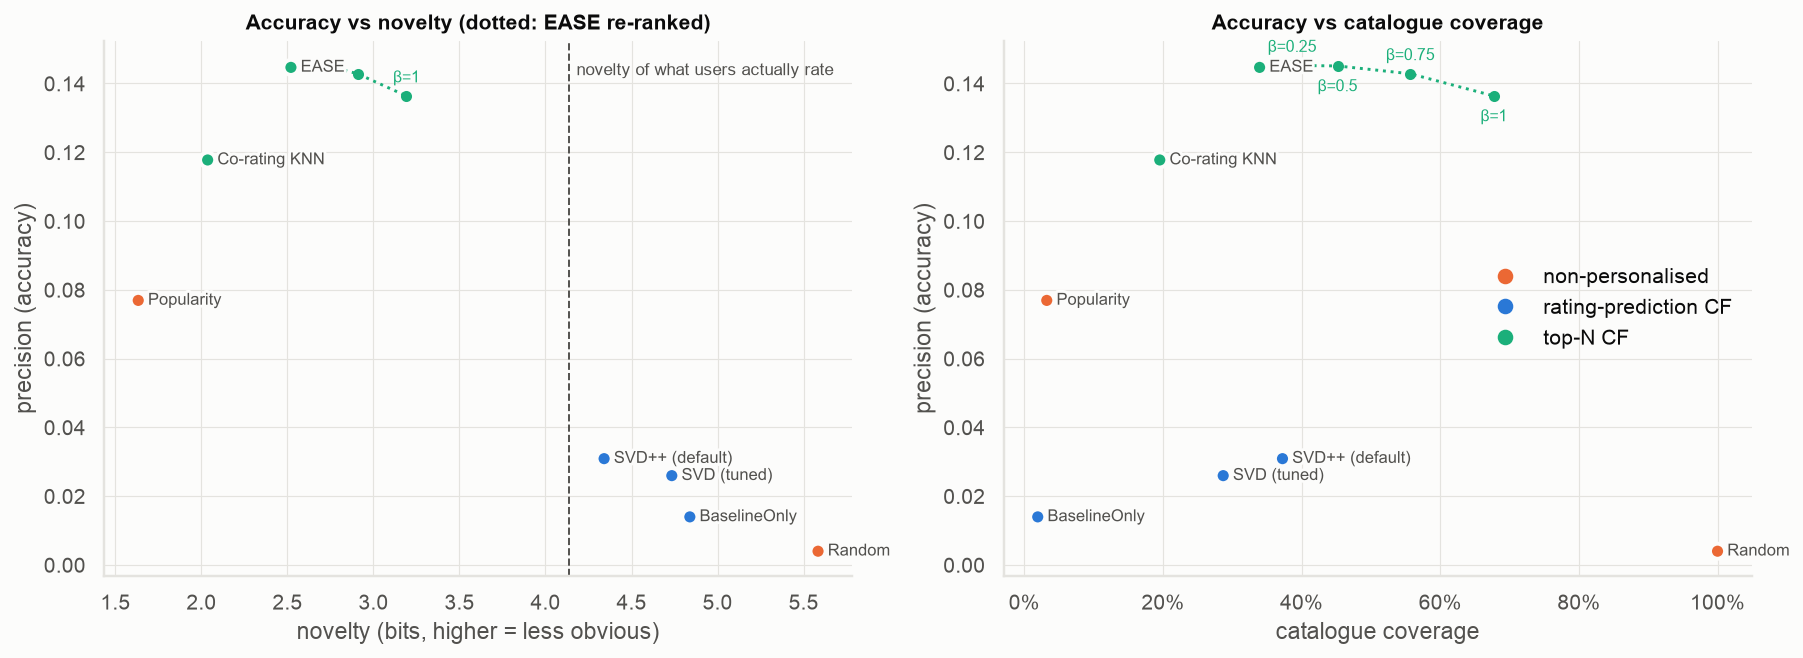 Accuracy vs novelty (dotted: EASE re-ranked)
precision (accuracy)
0.14
0.12
0.10
0.08
0.06
0.04
0.02
0.00
EASE
β=1
novelty of what users actually rate
Co-rating KNN
Popularity
SVD++ (default)
SVD (tuned)
BaselineOnly
Random
1.5
2.0
2.5
3.0
3.5
4.0
4.5
5.0
5.5
novelty (bits, higher = less obvious)
Accuracy vs catalogue coverage
precision (accuracy)
0.14
0.12
0.10
0.08
0.06
0.04
0.02
0.00
β=0.25
β=0.75
EASE
β=0.5
β=1
Co-rating KNN
Popularity
non-personalised
rating-prediction CF
top-N CF
SVD++ (default)
SVD (tuned)
BaselineOnly
Random
0%
20%
40%
60%
80%
100%
catalogue coverage